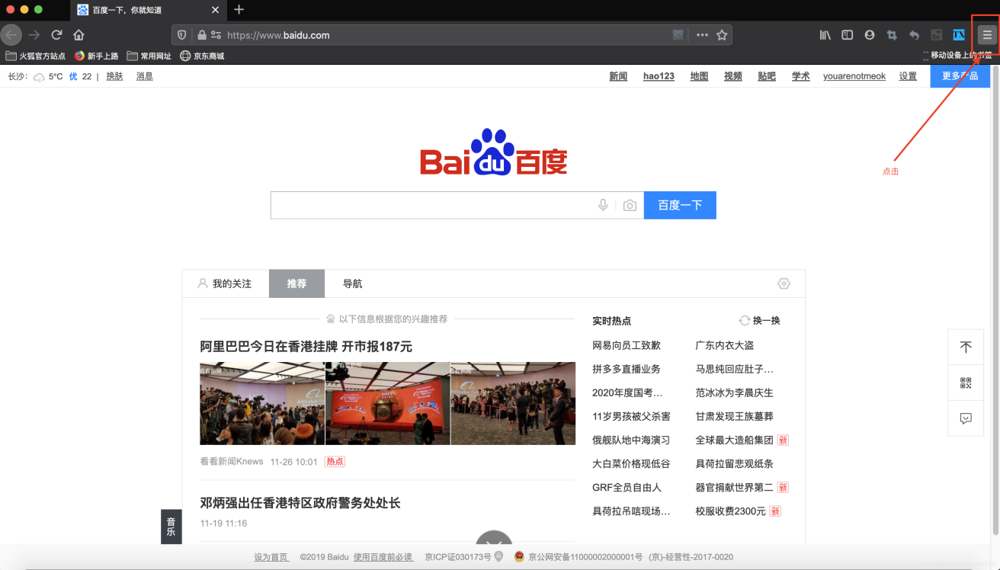 百度一下，你就知道
https://www.baidu.com
火狐官方站点 新手上路 常用网址 京东商城 移动设备上的书签
长沙： 5°C 优 22 | 换肤 消息
新闻 hao123 地图 视频 贴吧 学术 youarenotmeok 设置 更多产品
点击
Bai du 百度
百度一下
我的关注 推荐 导航
以下信息根据您的兴趣推荐
阿里巴巴今日在香港挂牌 开市报187元
看看新闻Knews 11-26 10:01 热点
邓炳强出任香港特区政府警务处处长
11-19 11:16
实时热点 换一换
网易向员工致歉 广东内衣大盗
拼多多直播业务 马思纯回应肚子...
2020年度国考... 范冰冰为李晨庆生
11岁男孩被父杀害 甘肃发现王族墓葬
俄舰队地中海演习 全球最大造船集团 新
大白菜价格现低谷 具荷拉留悲观纸条
GRF全员自由人 器官捐献世界第二 新
具荷拉吊唁现场... 校服收费2300元 新
音乐
设为首页 ©2019 Baidu 使用百度前必读 京ICP证030173号 京公网安备11000002000001号 (京)-经营性-2017-0020